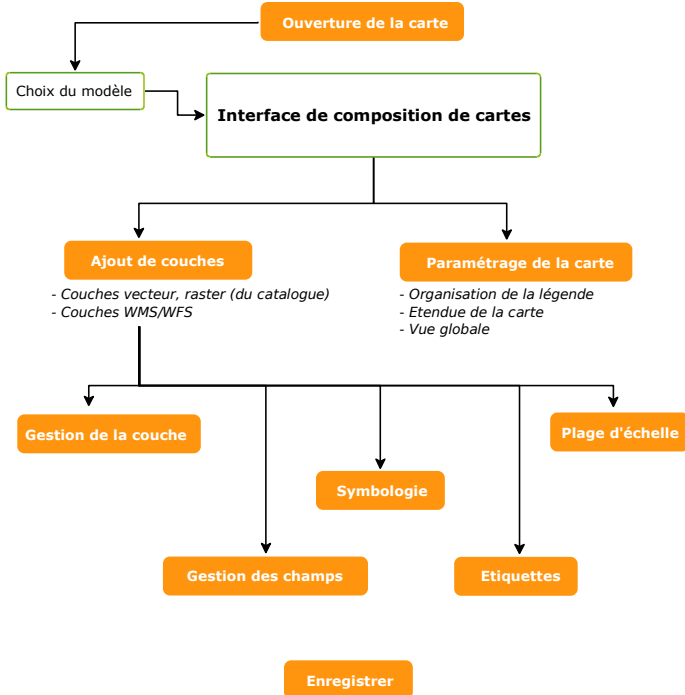 Ouverture de la carte
Choix du modèle
Interface de composition de cartes
Ajout de couches
- Couches vecteur, raster (du catalogue)
- Couches WMS/WFS
Paramétrage de la carte
- Organisation de la légende
- Etendue de la carte
- Vue globale
Gestion de la couche
Plage d'échelle
Symbologie
Gestion des champs
Etiquettes
Enregistrer